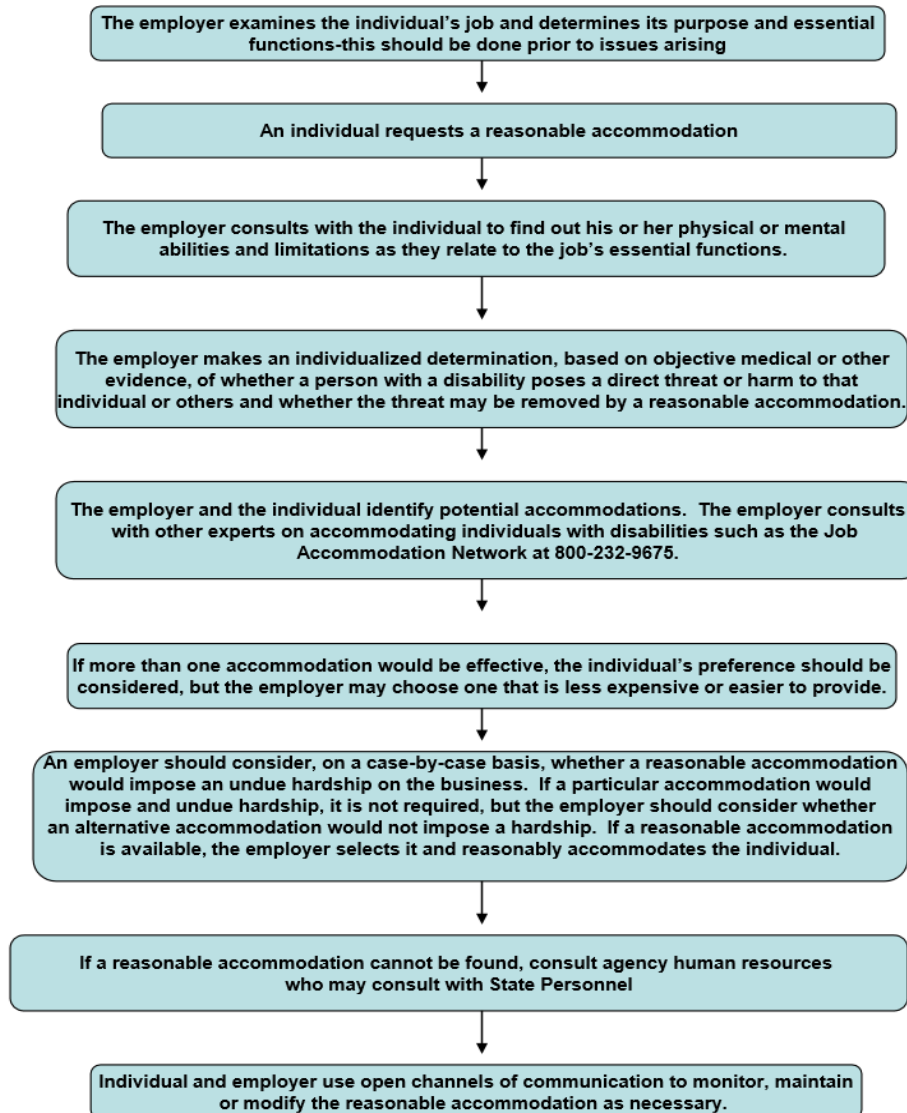 The employer examines the individual's job and determines its purpose and essential
functions-this should be done prior to issues arising
An individual requests a reasonable accommodation
The employer consults with the individual to find out his or her physical or mental
abilities and limitations as they relate to the job's essential functions.
The employer makes an individualized determination, based on objective medical or other
evidence, of whether a person with a disability poses a direct threat or harm to that
individual or others and whether the threat may be removed by a reasonable accommodation.
The employer and the individual identify potential accommodations.  The employer consults
with other experts on accommodating individuals with disabilities such as the Job
Accommodation Network at 800-232-9675.
If more than one accommodation would be effective, the individual's preference should be
considered, but the employer may choose one that is less expensive or easier to provide.
An employer should consider, on a case-by-case basis, whether a reasonable accommodation
would impose an undue hardship on the business.  If a particular accommodation would
impose and undue hardship, it is not required, but the employer should consider whether
an alternative accommodation would not impose a hardship.  If a reasonable accommodation
is available, the employer selects it and reasonably accommodates the individual.
If a reasonable accommodation cannot be found, consult agency human resources
who may consult with State Personnel
Individual and employer use open channels of communication to monitor, maintain
or modify the reasonable accommodation as necessary.